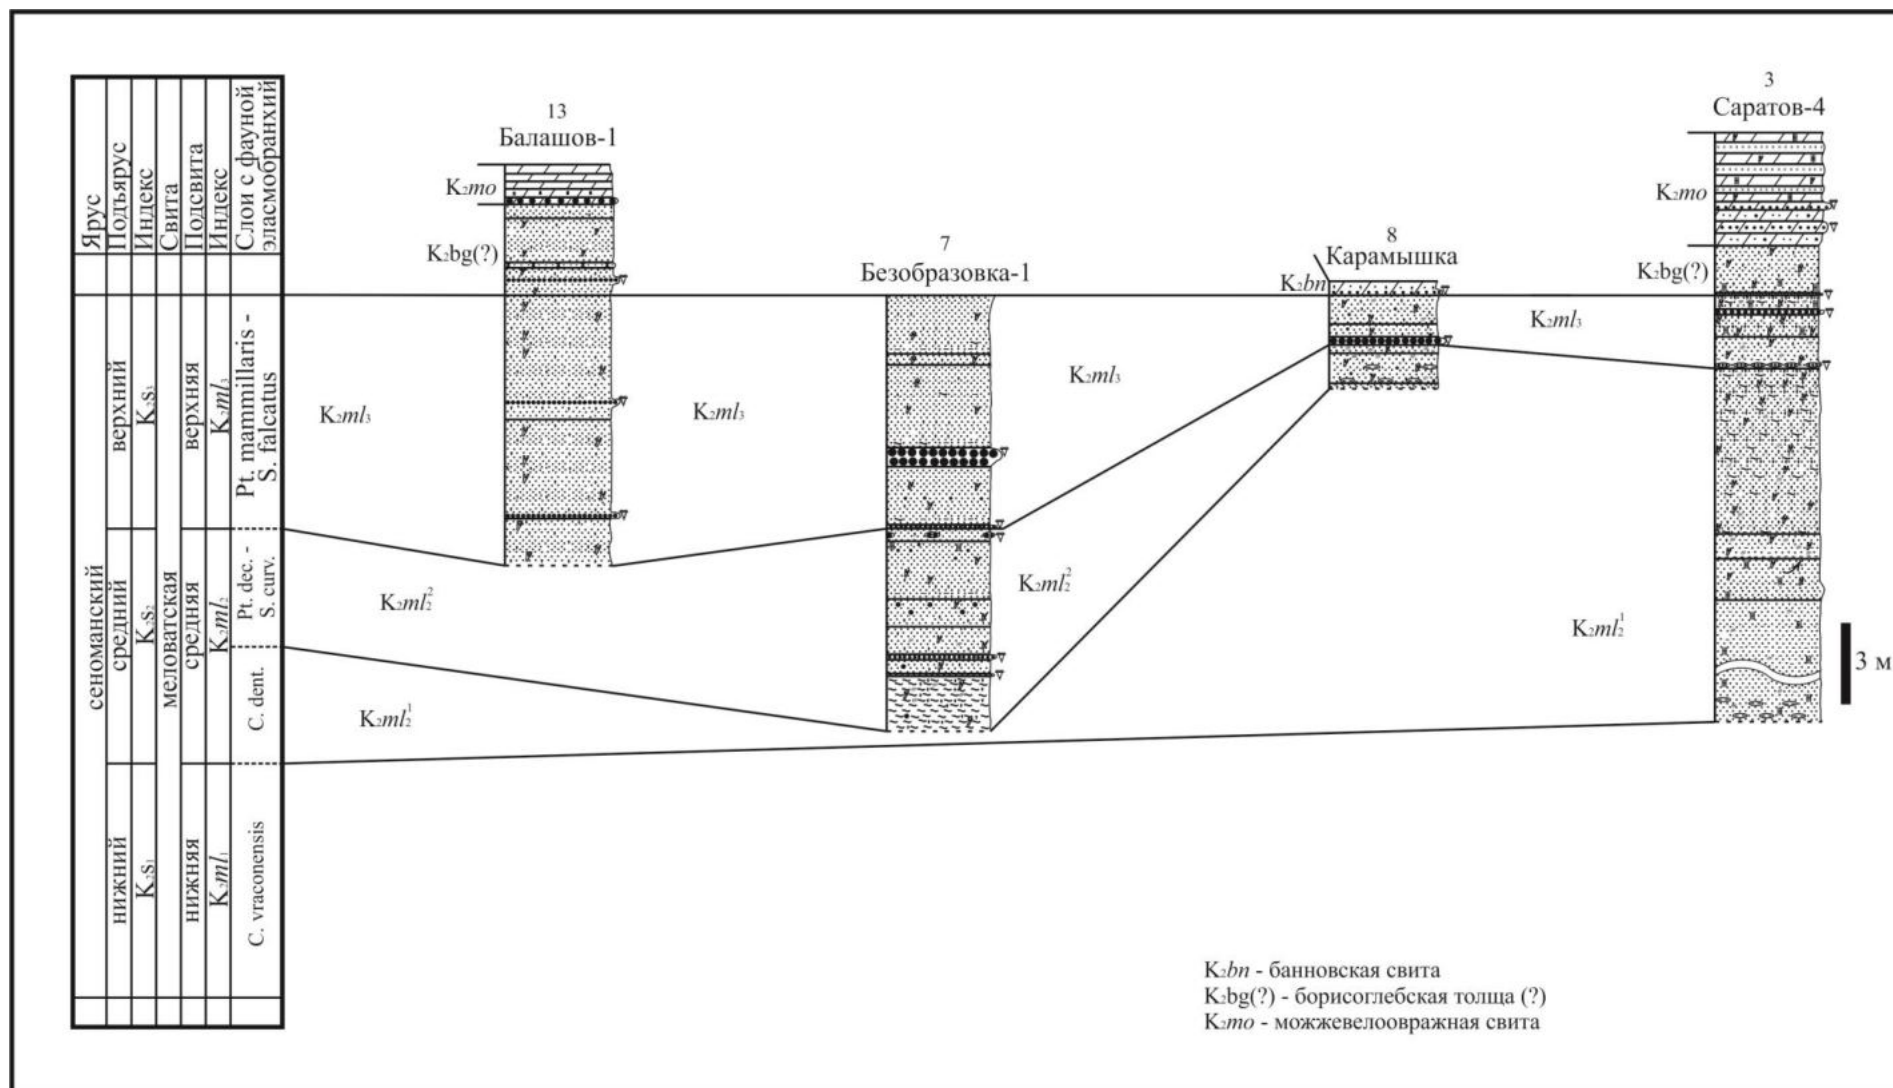 Ярус
Подъярус
Индекс
Свита
Подсвита
Индекс
Слои с фауной
эласмобранхий
сеноманский
верхний
K₂s₃
меловатская
верхняя
K₂ml₃
Pt. mammillaris -
S. falcatus
средний
K₂s₂
средняя
K₂ml₂
Pt. dec. -
S. curv.
C. dent.
нижний
K₂s₁
нижняя
K₂ml₁
C. vraconensis
13
Балашов-1
K₂mo
K₂bg(?)
7
Безобразовка-1
8
Карамышка
K₂bn
3
Саратов-4
K₂mo
K₂bg(?)
K₂ml₃
K₂ml₃
K₂ml₃
K₂ml₃
K₂ml₂²
K₂ml₂²
K₂ml₂¹
K₂ml₂¹
3 м
K₂bn - банновская свита
K₂bg(?) - борисоглебская толща (?)
K₂mo - можжевелоовражная свита